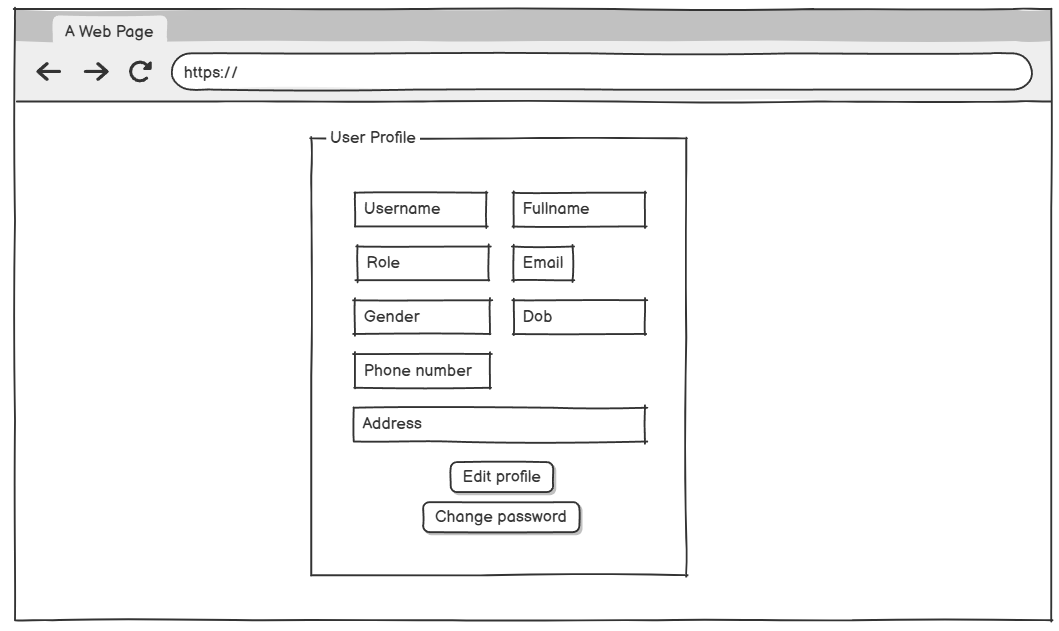 A Web Page
https://
User Profile
Username Fullname
Role Email
Gender Dob
Phone number
Address
Edit profile
Change password